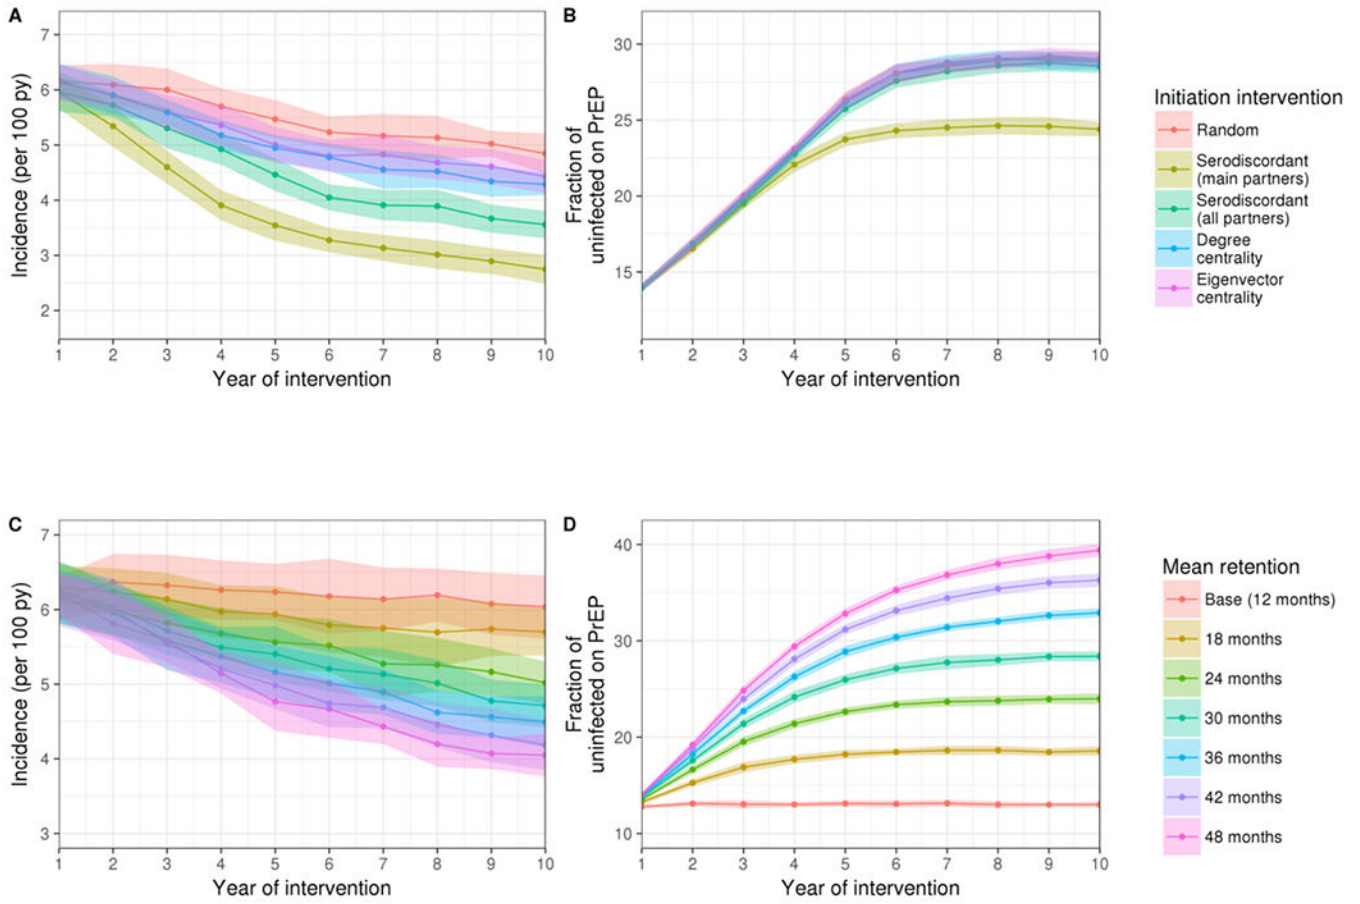 A
7
6
5
4
3
2
Incidence (per 100 py)
1 2 3 4 5 6 7 8 9 10
Year of intervention
B
30
25
20
15
Fraction of
uninfected on PrEP
1 2 3 4 5 6 7 8 9 10
Year of intervention
Initiation intervention
Random
Serodiscordant
(main partners)
Serodiscordant
(all partners)
Degree
centrality
Eigenvector
centrality
C
7
6
5
4
3
Incidence (per 100 py)
1 2 3 4 5 6 7 8 9 10
Year of intervention
D
40
30
20
10
Fraction of
uninfected on PrEP
1 2 3 4 5 6 7 8 9 10
Year of intervention
Mean retention
Base (12 months)
18 months
24 months
30 months
36 months
42 months
48 months